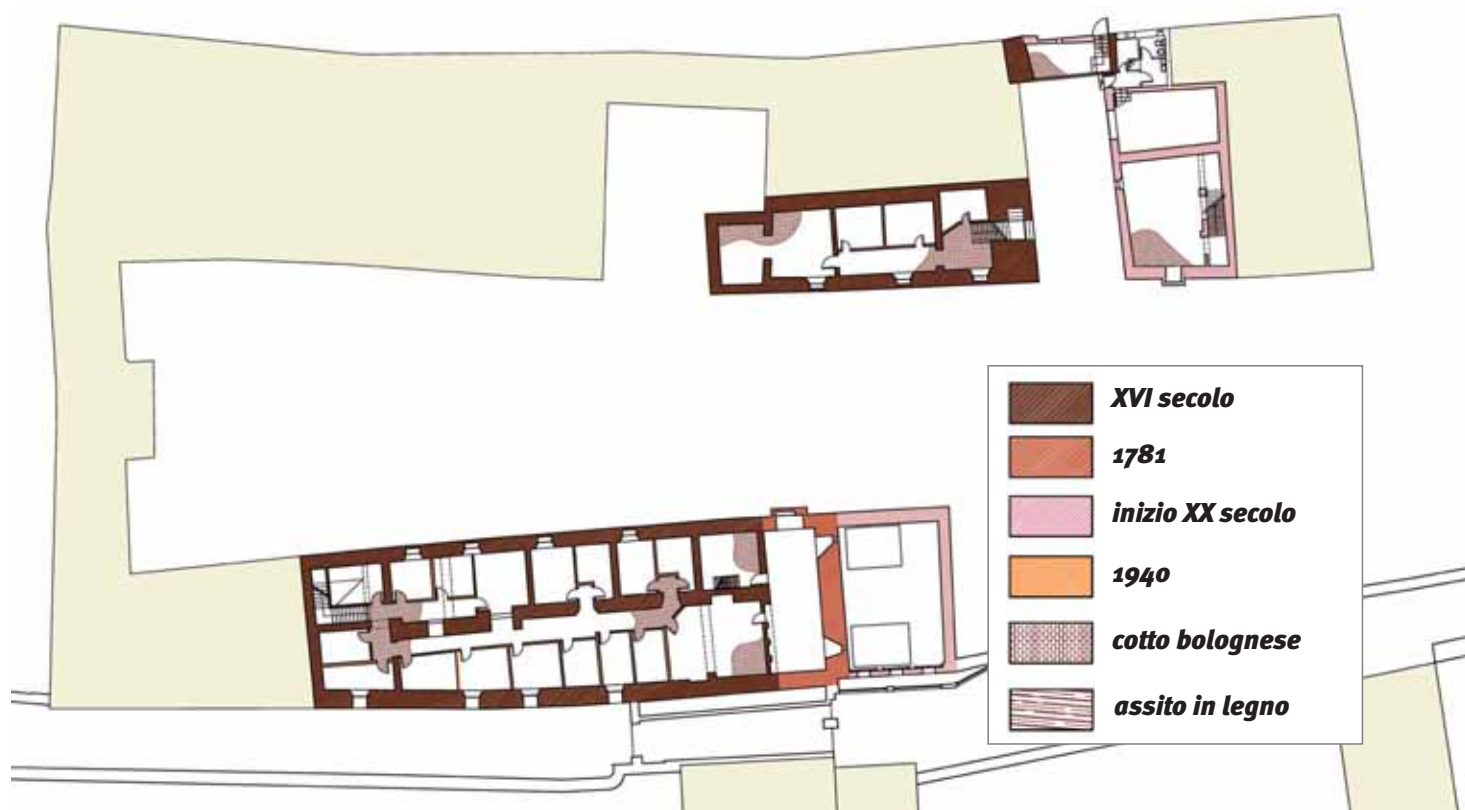 XVI secolo
1781
inizio XX secolo
1940
cotto bolognese
assito in legno